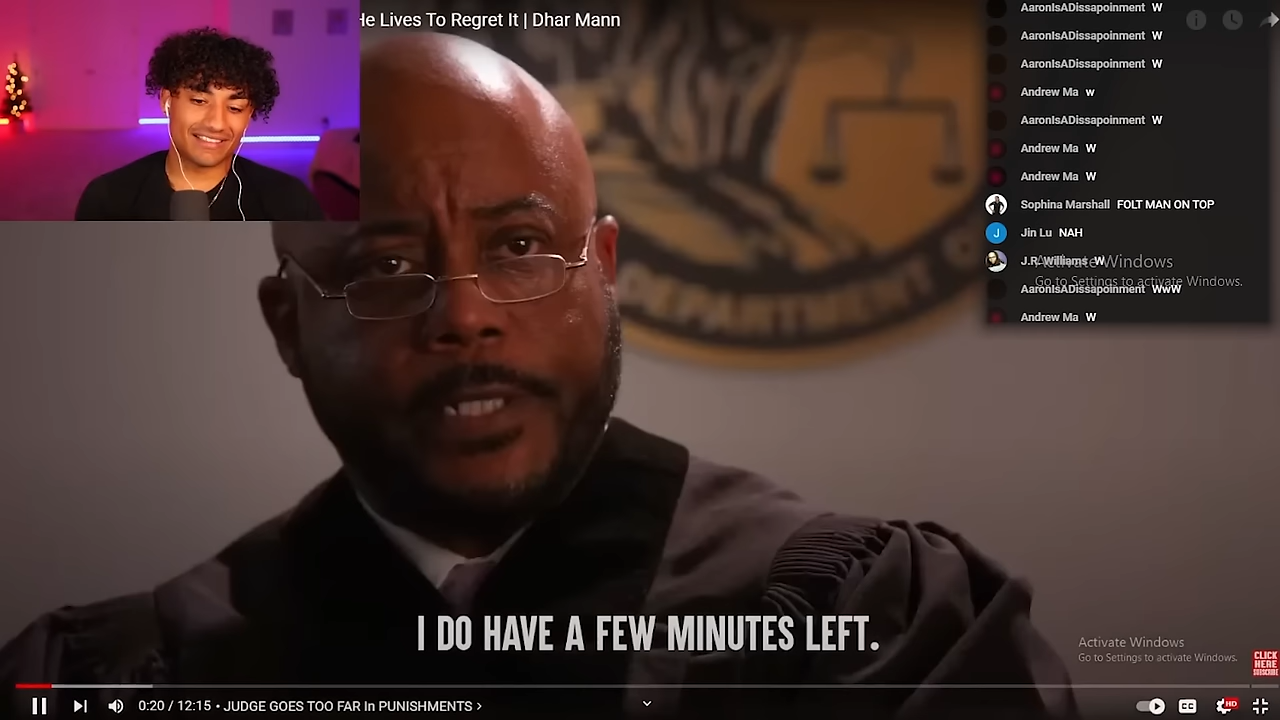 He Lives To Regret It | Dhar Mann
AaronIsADissapoinment W
AaronIsADissapoinment W
AaronIsADissapoinment W
Andrew Ma w
AaronIsADissapoinment W
Andrew Ma W
Andrew Ma W
Sophina Marshall FOLT MAN ON TOP
J Jin Lu NAH
J.R. Williams W
Activate Windows
Go to Settings to activate Windows.
AaronIsADissapoinment WwW
Andrew Ma W
DEPARTMENT O
I DO HAVE A FEW MINUTES LEFT.
Activate Windows
Go to Settings to activate Windows.
CLICK
HERE
SUBSCRIBE
0:20 / 12:15 • JUDGE GOES TOO FAR In PUNISHMENTS ›
CC
HD